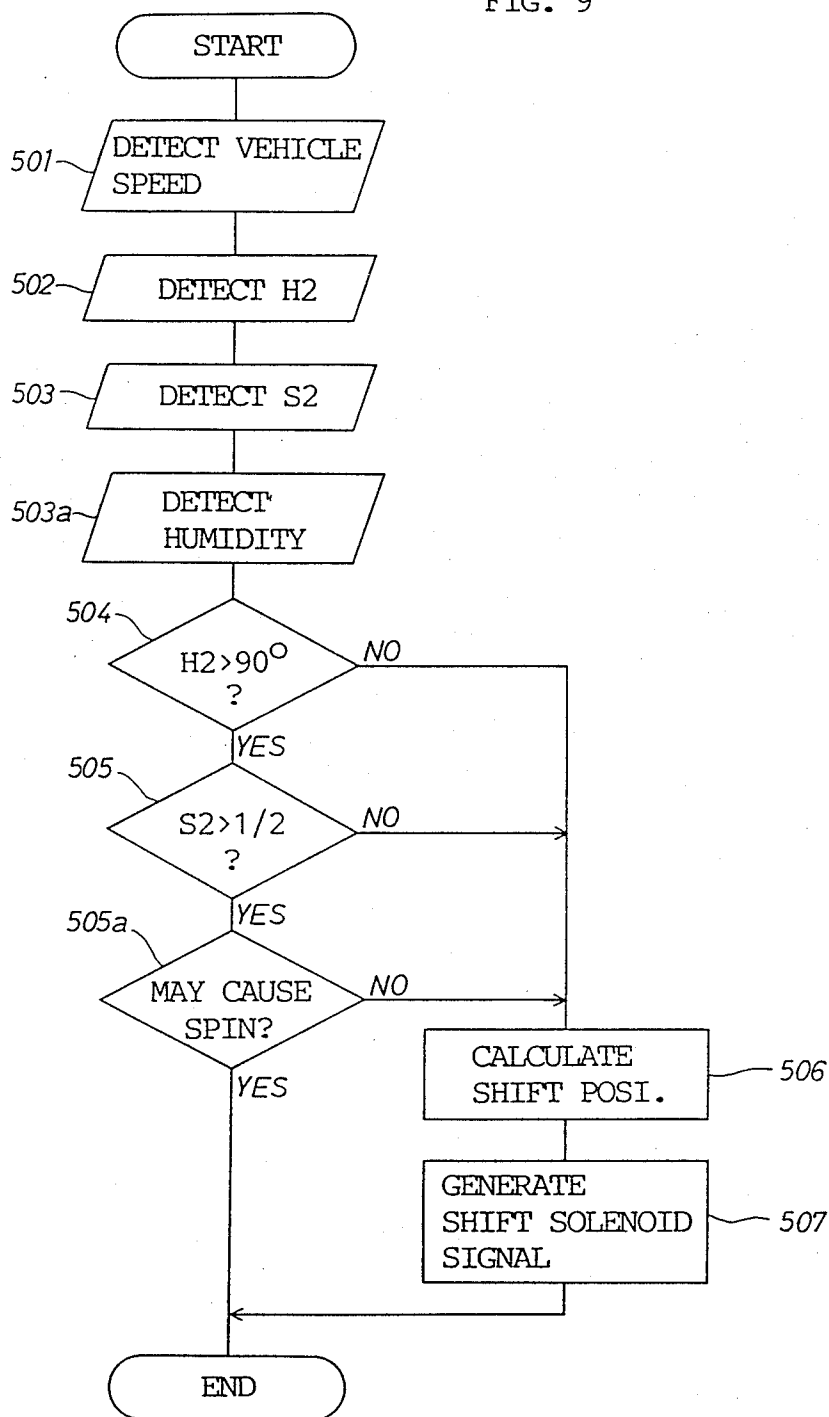 FIG. 9
START
501
DETECT VEHICLE
SPEED
502
DETECT H2
503
DETECT S2
503a
DETECT
HUMIDITY
504
H2>90°
?
NO
YES
505
S2>1/2
?
NO
YES
505a
MAY CAUSE
SPIN?
NO
YES
CALCULATE
SHIFT POSI.
506
GENERATE
SHIFT SOLENOID
SIGNAL
507
END